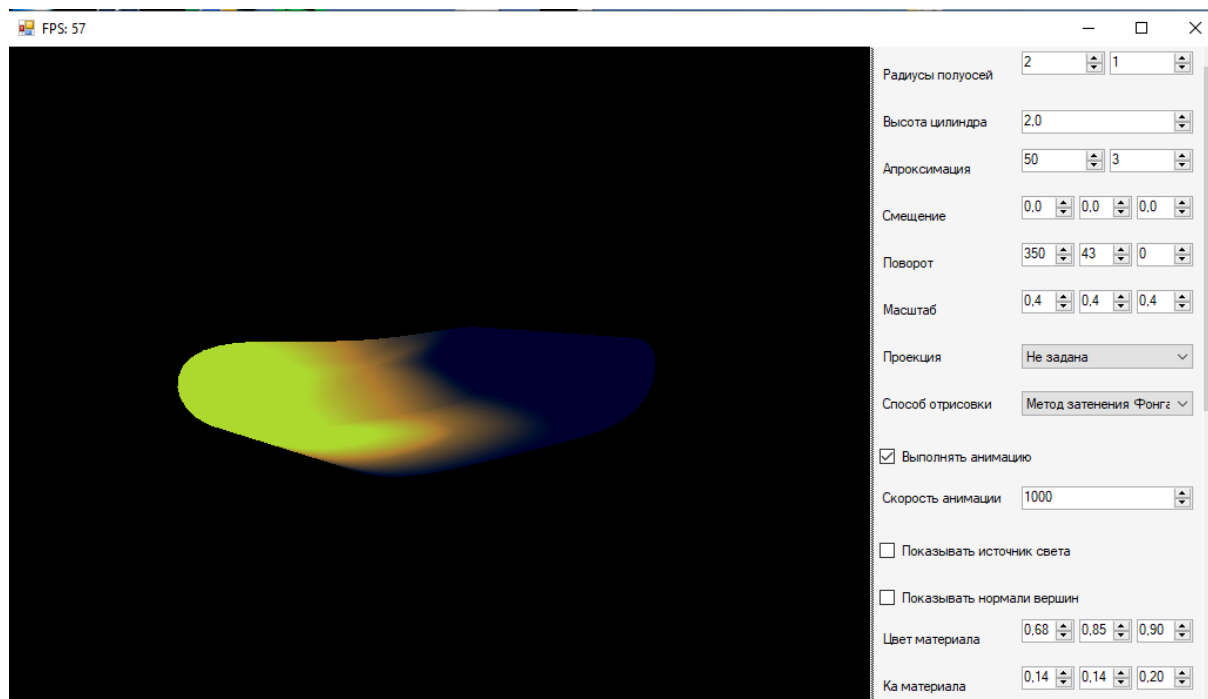 FPS: 57
Радиусы полуосей 2 1
Высота цилиндра 2,0
Апроксимация 50 3
Смещение 0,0 0,0 0,0
Поворот 350 43 0
Масштаб 0,4 0,4 0,4
Проекция Не задана
Способ отрисовки Метод затенения Фонга
Выполнять анимацию
Скорость анимации 1000
Показывать источник света
Показывать нормали вершин
Цвет материала 0,68 0,85 0,90
Ка материала 0,14 0,14 0,20